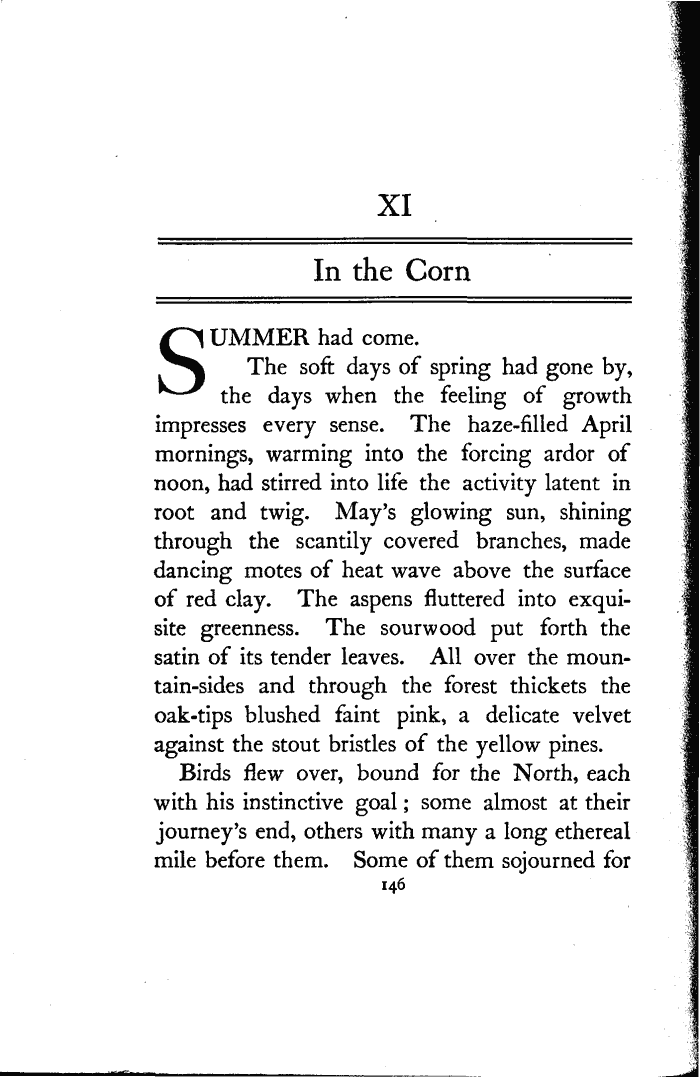 XI
In the Corn
SUMMER had come.
The soft days of spring had gone by,
the days when the feeling of growth
impresses every sense. The haze-filled April
mornings, warming into the forcing ardor of
noon, had stirred into life the activity latent in
root and twig. May's glowing sun, shining
through the scantily covered branches, made
dancing motes of heat wave above the surface
of red clay. The aspens fluttered into exqui-
site greenness. The sourwood put forth the
satin of its tender leaves. All over the moun-
tain-sides and through the forest thickets the
oak-tips blushed faint pink, a delicate velvet
against the stout bristles of the yellow pines.
Birds flew over, bound for the North, each
with his instinctive goal; some almost at their
journey's end, others with many a long ethereal
mile before them. Some of them sojourned for
146